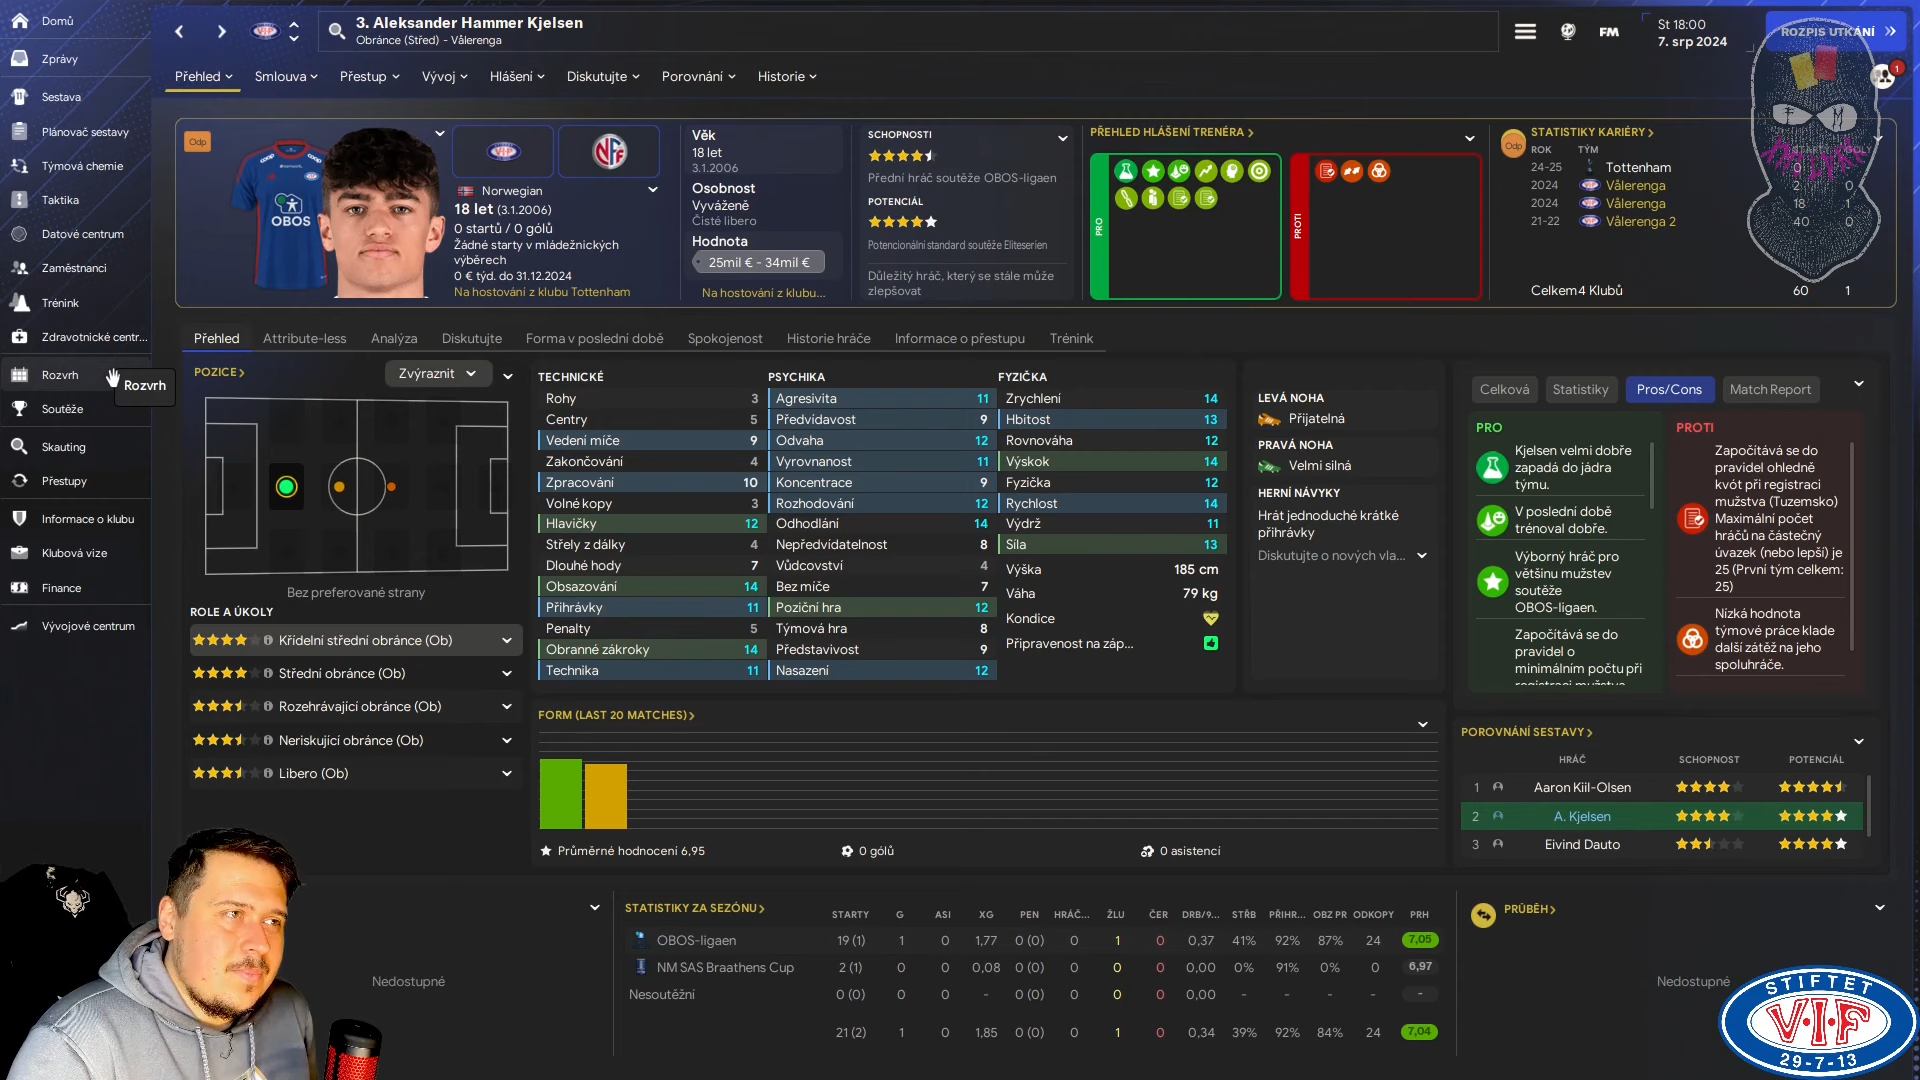 Domů
Zprávy
Sestava
Plánovač sestavy
Týmová chemie
Taktika
Datové centrum
Zaměstnanci
Trénink
Zdravotnické centr...
Rozvrh
Rozvrh
Soutěže
Skauting
Přestupy
Informace o klubu
Klubová vize
Finance
Vývojové centrum
3. Aleksander Hammer Kjelsen
Obránce (Střed) - Vålerenga
FM
St 18:00
7. srp 2024
ROZPIS UTKÁNÍ
1
Přehled
Smlouva
Přestup
Vývoj
Hlášení
Diskutujte
Porovnání
Historie
Odp
coop
coop
OBOS
NFF
Norwegian
18 let (3.1.2006)
0 startů / 0 gólů
Žádné starty v mládežnických
výběrech
0 € týd. do 31.12.2024
Na hostování z klubu Tottenham
Věk
18 let
3.1.2006
Osobnost
Vyváženě
Čisté libero
Hodnota
25mil € - 34mil €
Na hostování z klubu...
SCHOPNOSTI
Přední hráč soutěže OBOS-ligaen
POTENCIÁL
Potencionální standard soutěže Eliteserien
Důležitý hráč, který se stále může
zlepšovat
PŘEHLED HLÁŠENÍ TRENÉRA
PRO
PROTI
Odp
STATISTIKY KARIÉRY
ROK TÝM
24-25 Tottenham 0
2024 Vålerenga 2 0
2024 Vålerenga 18 1
21-22 Vålerenga 2 40 0
Celkem 4 Klubů 60 1
Přehled
Attribute-less
Analýza
Diskutujte
Forma v poslední době
Spokojenost
Historie hráče
Informace o přestupu
Trénink
POZICE
Zvýraznit
Bez preferované strany
ROLE A ÚKOLY
Křídelní střední obránce (Ob)
Střední obránce (Ob)
Rozehrávající obránce (Ob)
Neriskující obránce (Ob)
Libero (Ob)
TECHNICKÉ
Rohy 3
Centry 5
Vedení míče 9
Zakončování 4
Zpracování 10
Volné kopy 3
Hlavičky 12
Střely z dálky 4
Dlouhé hody 7
Obsazování 14
Přihrávky 11
Penalty 5
Obranné zákroky 14
Technika 11
PSYCHIKA
Agresivita 11
Předvídavost 9
Odvaha 12
Vyrovnanost 11
Koncentrace 9
Rozhodování 12
Odhodlání 14
Nepředvídatelnost 8
Vůdcovství 4
Bez míče 7
Poziční hra 12
Týmová hra 8
Představivost 9
Nasazení 12
FYZIČKA
Zrychlení 14
Hbitost 13
Rovnováha 12
Výskok 14
Fyzička 12
Rychlost 14
Výdrž 11
Síla 13
Výška 185 cm
Váha 79 kg
Kondice
Připravenost na záp...
LEVÁ NOHA
Přijatelná
PRAVÁ NOHA
Velmi silná
HERNÍ NÁVYKY
Hrát jednoduché krátké
přihrávky
Diskutujte o nových vla...
Celková
Statistiky
Pros/Cons
Match Report
PRO
Kjelsen velmi dobře
zapadá do jádra
týmu.
V poslední době
trénoval dobře.
Výborný hráč pro
většinu mužstev
soutěže
OBOS-ligaen.
Započítává se do
pravidel o
minimálním počtu při
registraci mužstva
PROTI
Započítává se do
pravidel ohledně
kvót při registraci
mužstva (Tuzemsko)
Maximální počet
hráčů na částečný
úvazek (nebo lepší) je
25 (První tým celkem:
25)
Nízká hodnota
týmové práce klade
další zátěž na jeho
spoluhráče.
FORM (LAST 20 MATCHES)
Průměrné hodnocení 6,95
0 gólů
0 asistencí
POROVNÁNÍ SESTAVY
HRÁČ SCHOPNOST POTENCIÁL
1 Aaron Kiil-Olsen
2 A. Kjelsen
3 Eivind Dauto
Nedostupné
STATISTIKY ZA SEZÓNU STARTY G ASI XG PEN HRÁČ... ŽLU ČER DRB/9... STŘB PŘIHR... OBZ PR ODKOPY PRH
OBOS-ligaen 19 (1) 1 0 1,77 0 (0) 0 1 0 0,37 41% 92% 87% 24 7,05
NM SAS Braathens Cup 2 (1) 0 0 0,08 0 (0) 0 0 0 0,00 0% 91% 0% 0 6,97
Nesoutěžní 0 (0) 0 0 - 0 (0) 0 0 0 0,00 - - - - -
21 (2) 1 0 1,85 0 (0) 0 1 0 0,34 39% 92% 84% 24 7,04
PRŮBĚH
Nedostupné
STIFTET
V.I.F
29-7-13